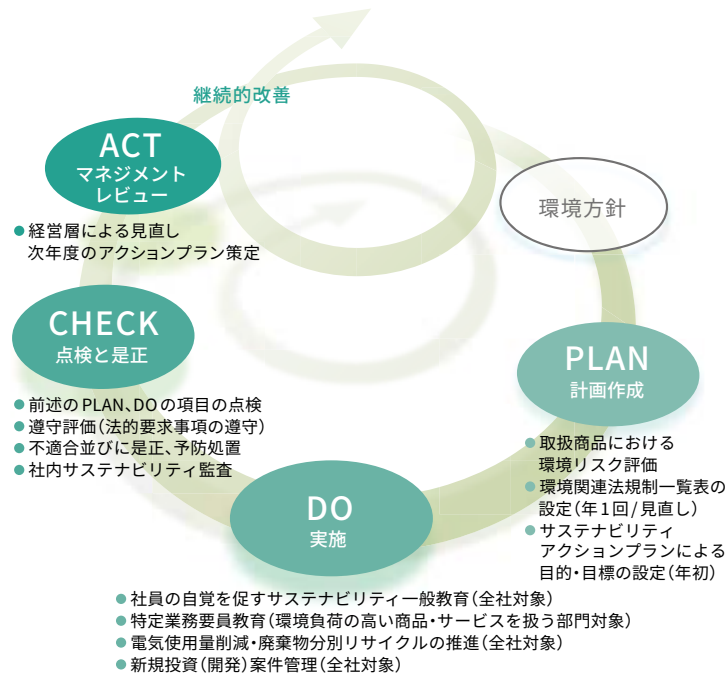 継続的改善
ACT
マネジメント
レビュー
● 経営層による見直し
次年度のアクションプラン策定
環境方針
CHECK
点検と是正
● 前述のPLAN、DOの項目の点検
● 遵守評価(法的要求事項の遵守)
● 不適合並びに是正、予防処置
● 社内サステナビリティ監査
PLAN
計画作成
● 取扱商品における
環境リスク評価
● 環境関連法規制一覧表の
設定(年1回/見直し)
● サステナビリティ
アクションプランによる
目的・目標の設定(年初)
DO
実施
● 社員の自覚を促すサステナビリティ一般教育(全社対象)
● 特定業務要員教育(環境負荷の高い商品・サービスを扱う部門対象)
● 電気使用量削減・廃棄物分別リサイクルの推進(全社対象)
● 新規投資(開発)案件管理(全社対象)